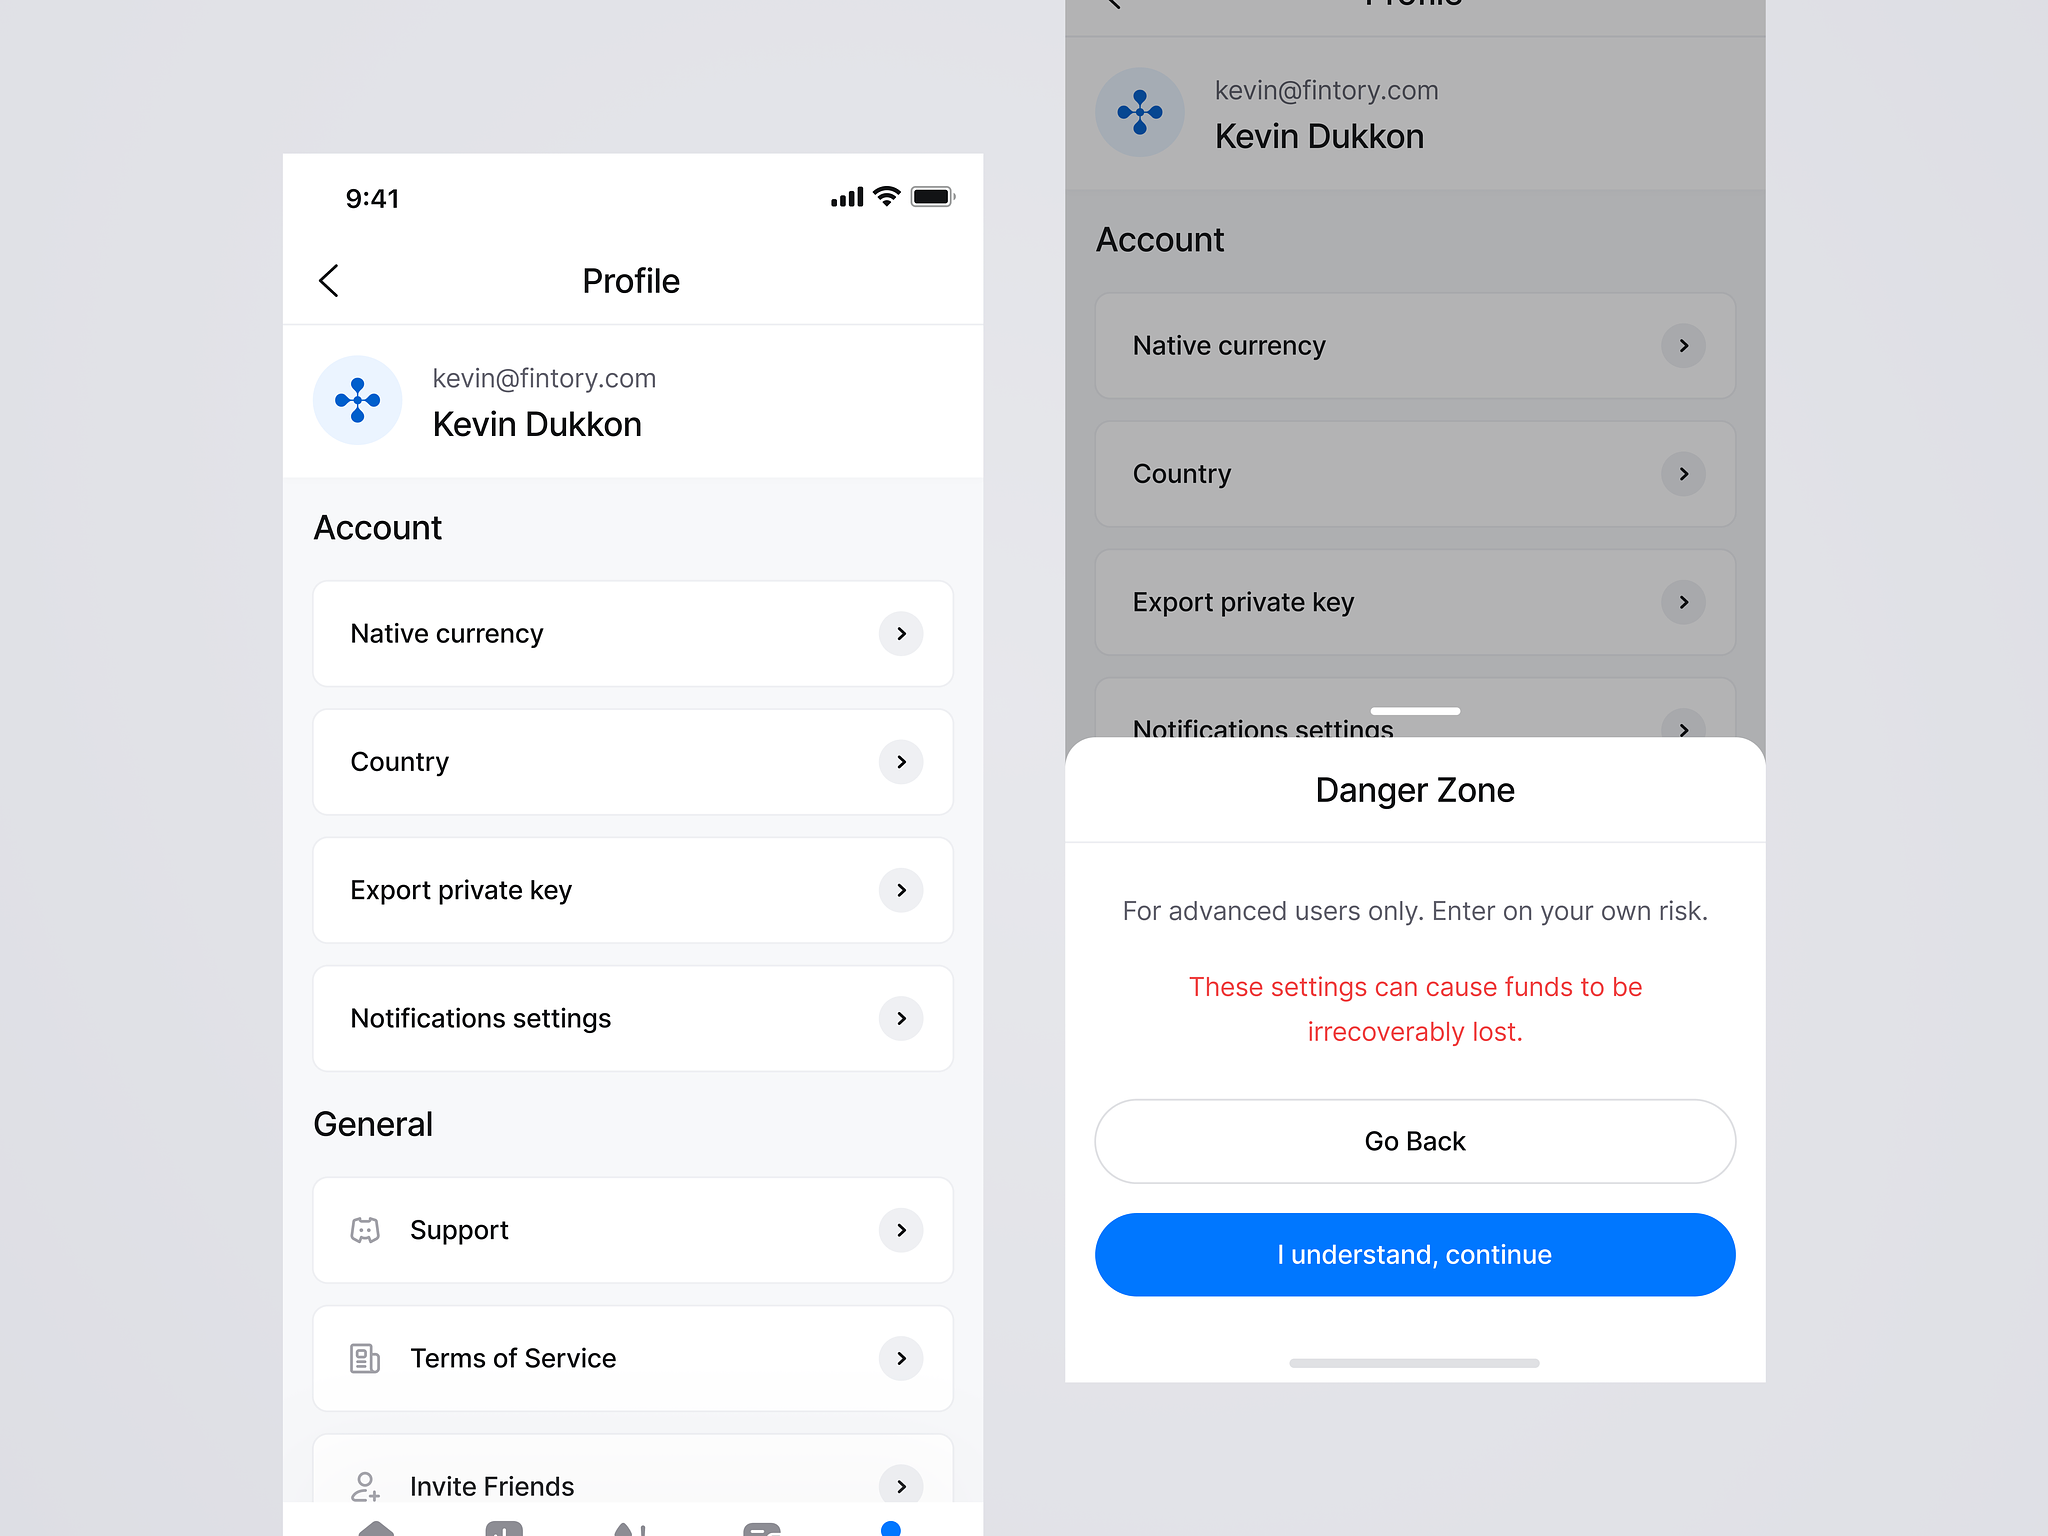 9:41
Profile
kevin@fintory.com
Kevin Dukkon
Account
Native currency
Country
Export private key
Notifications settings
General
Support
Terms of Service
Invite Friends
Profile
kevin@fintory.com
Kevin Dukkon
Account
Native currency
Country
Export private key
Notifications settings
Danger Zone
For advanced users only. Enter on your own risk.
These settings can cause funds to be
irrecoverably lost.
Go Back
I understand, continue